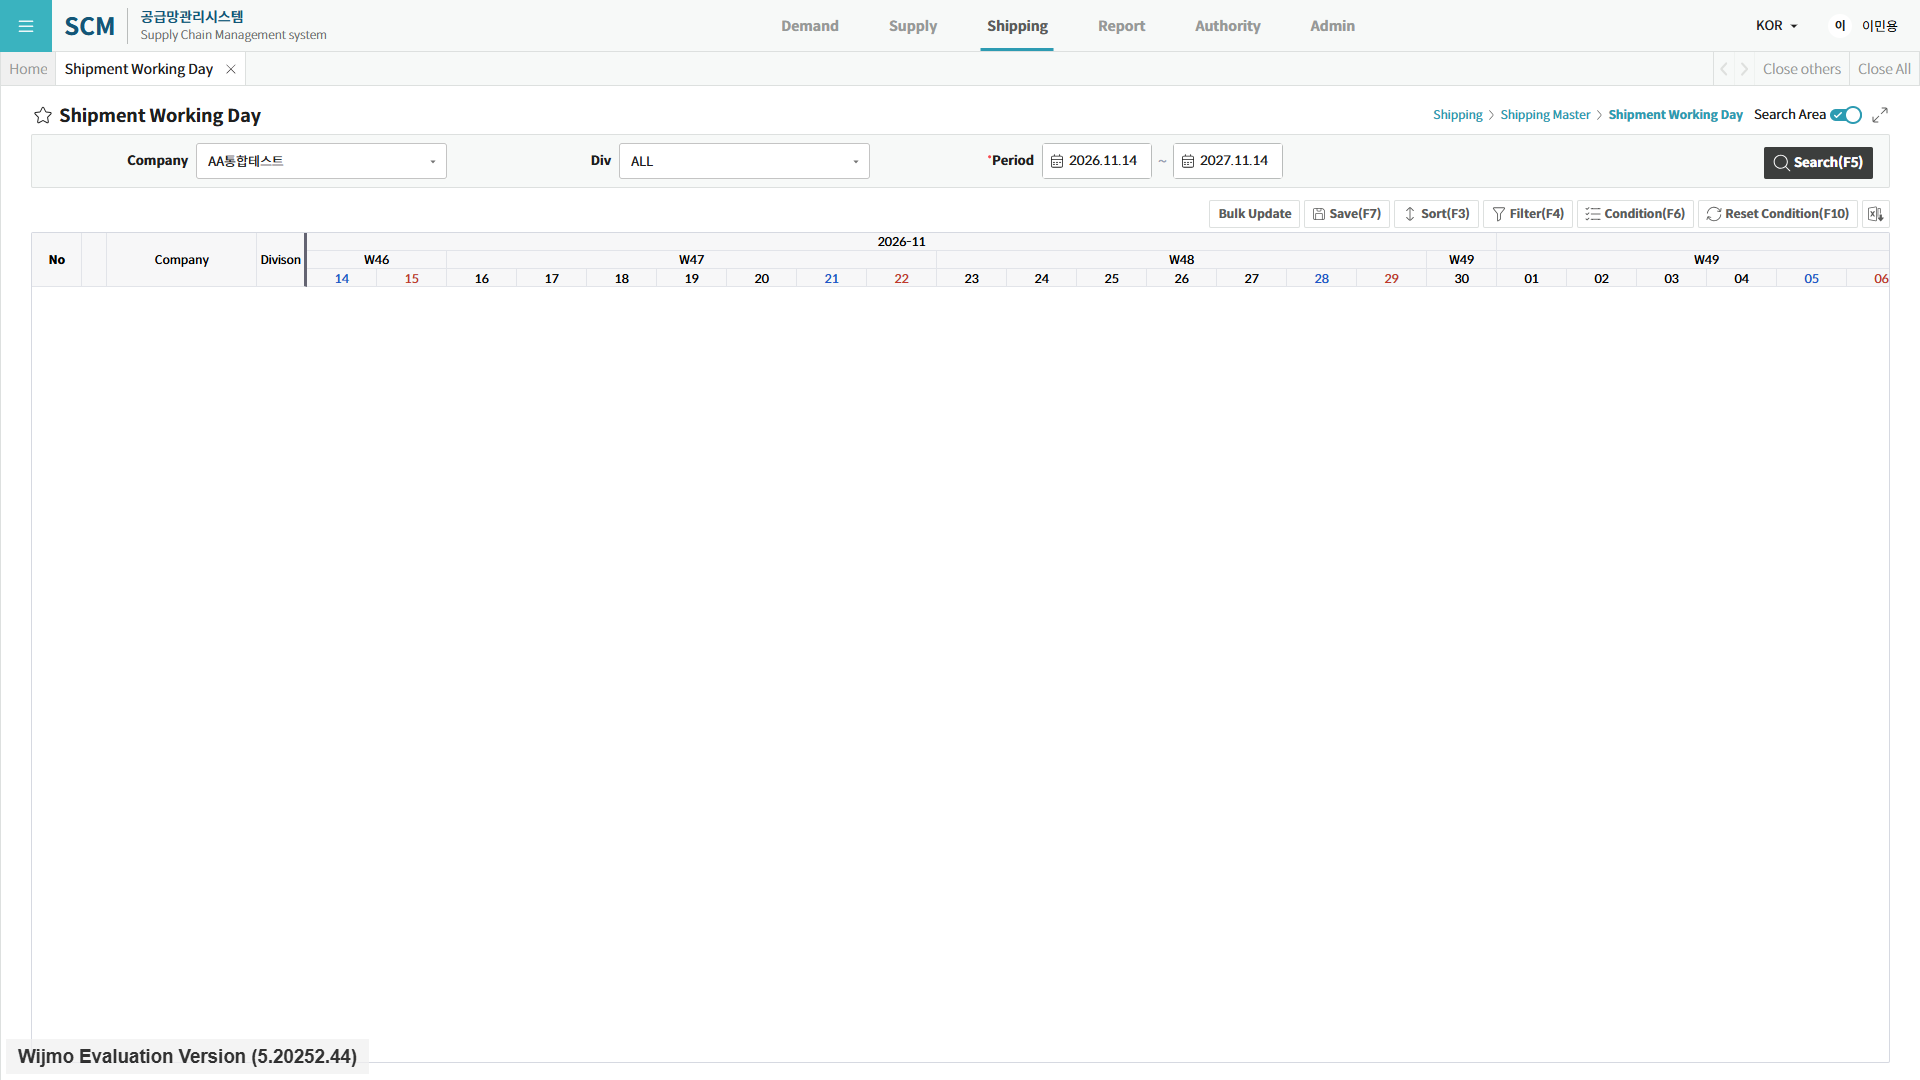 SCM
공급망관리시스템
Supply Chain Management system
Demand
Supply
Shipping
Report
Authority
Admin
KOR
이
이민용
Home
Shipment Working Day
Close others
Close All
Shipment Working Day
Shipping > Shipping Master > Shipment Working Day
Search Area
Company
AA통합테스트
Div
ALL
*Period
2026.11.14 ~ 2027.11.14
Search(F5)
Bulk Update
Save(F7)
Sort(F3)
Filter(F4)
Condition(F6)
Reset Condition(F10)
No
Company
Divison
2026-11
W46 W47 W48 W49 W49
14 15 16 17 18 19 20 21 22 23 24 25 26 27 28 29 30 01 02 03 04 05 06
Wijmo Evaluation Version (5.20252.44)